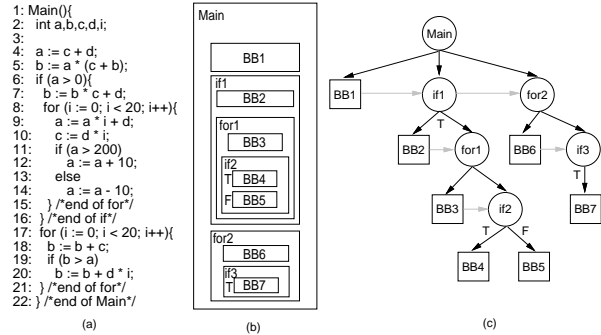 1: Main(){
2: int a,b,c,d,i;
3:
4: a := c + d;
5: b := a * (c + b);
6: if (a > 0){
7: b := b * c + d;
8: for (i := 0; i < 20; i++){
9: a := a * i + d;
10: c := d * i;
11: if (a > 200)
12: a := a + 10;
13: else
14: a := a - 10;
15: } /*end of for*/
16: } /*end of if*/
17: for (i := 0; i < 20; i++){
18: b := b + c;
19: if (b > a)
20: b := b + d * i;
21: } /*end of for*/
22: } /*end of Main*/
(a)
Main
BB1
if1
BB2
for1
BB3
if2
T BB4
F BB5
for2
BB6
if3
T BB7
(b)
Main
BB1
if1
for2
T
BB2
for1
BB6
if3
T
BB3
if2
BB7
T
F
BB4
BB5
(c)